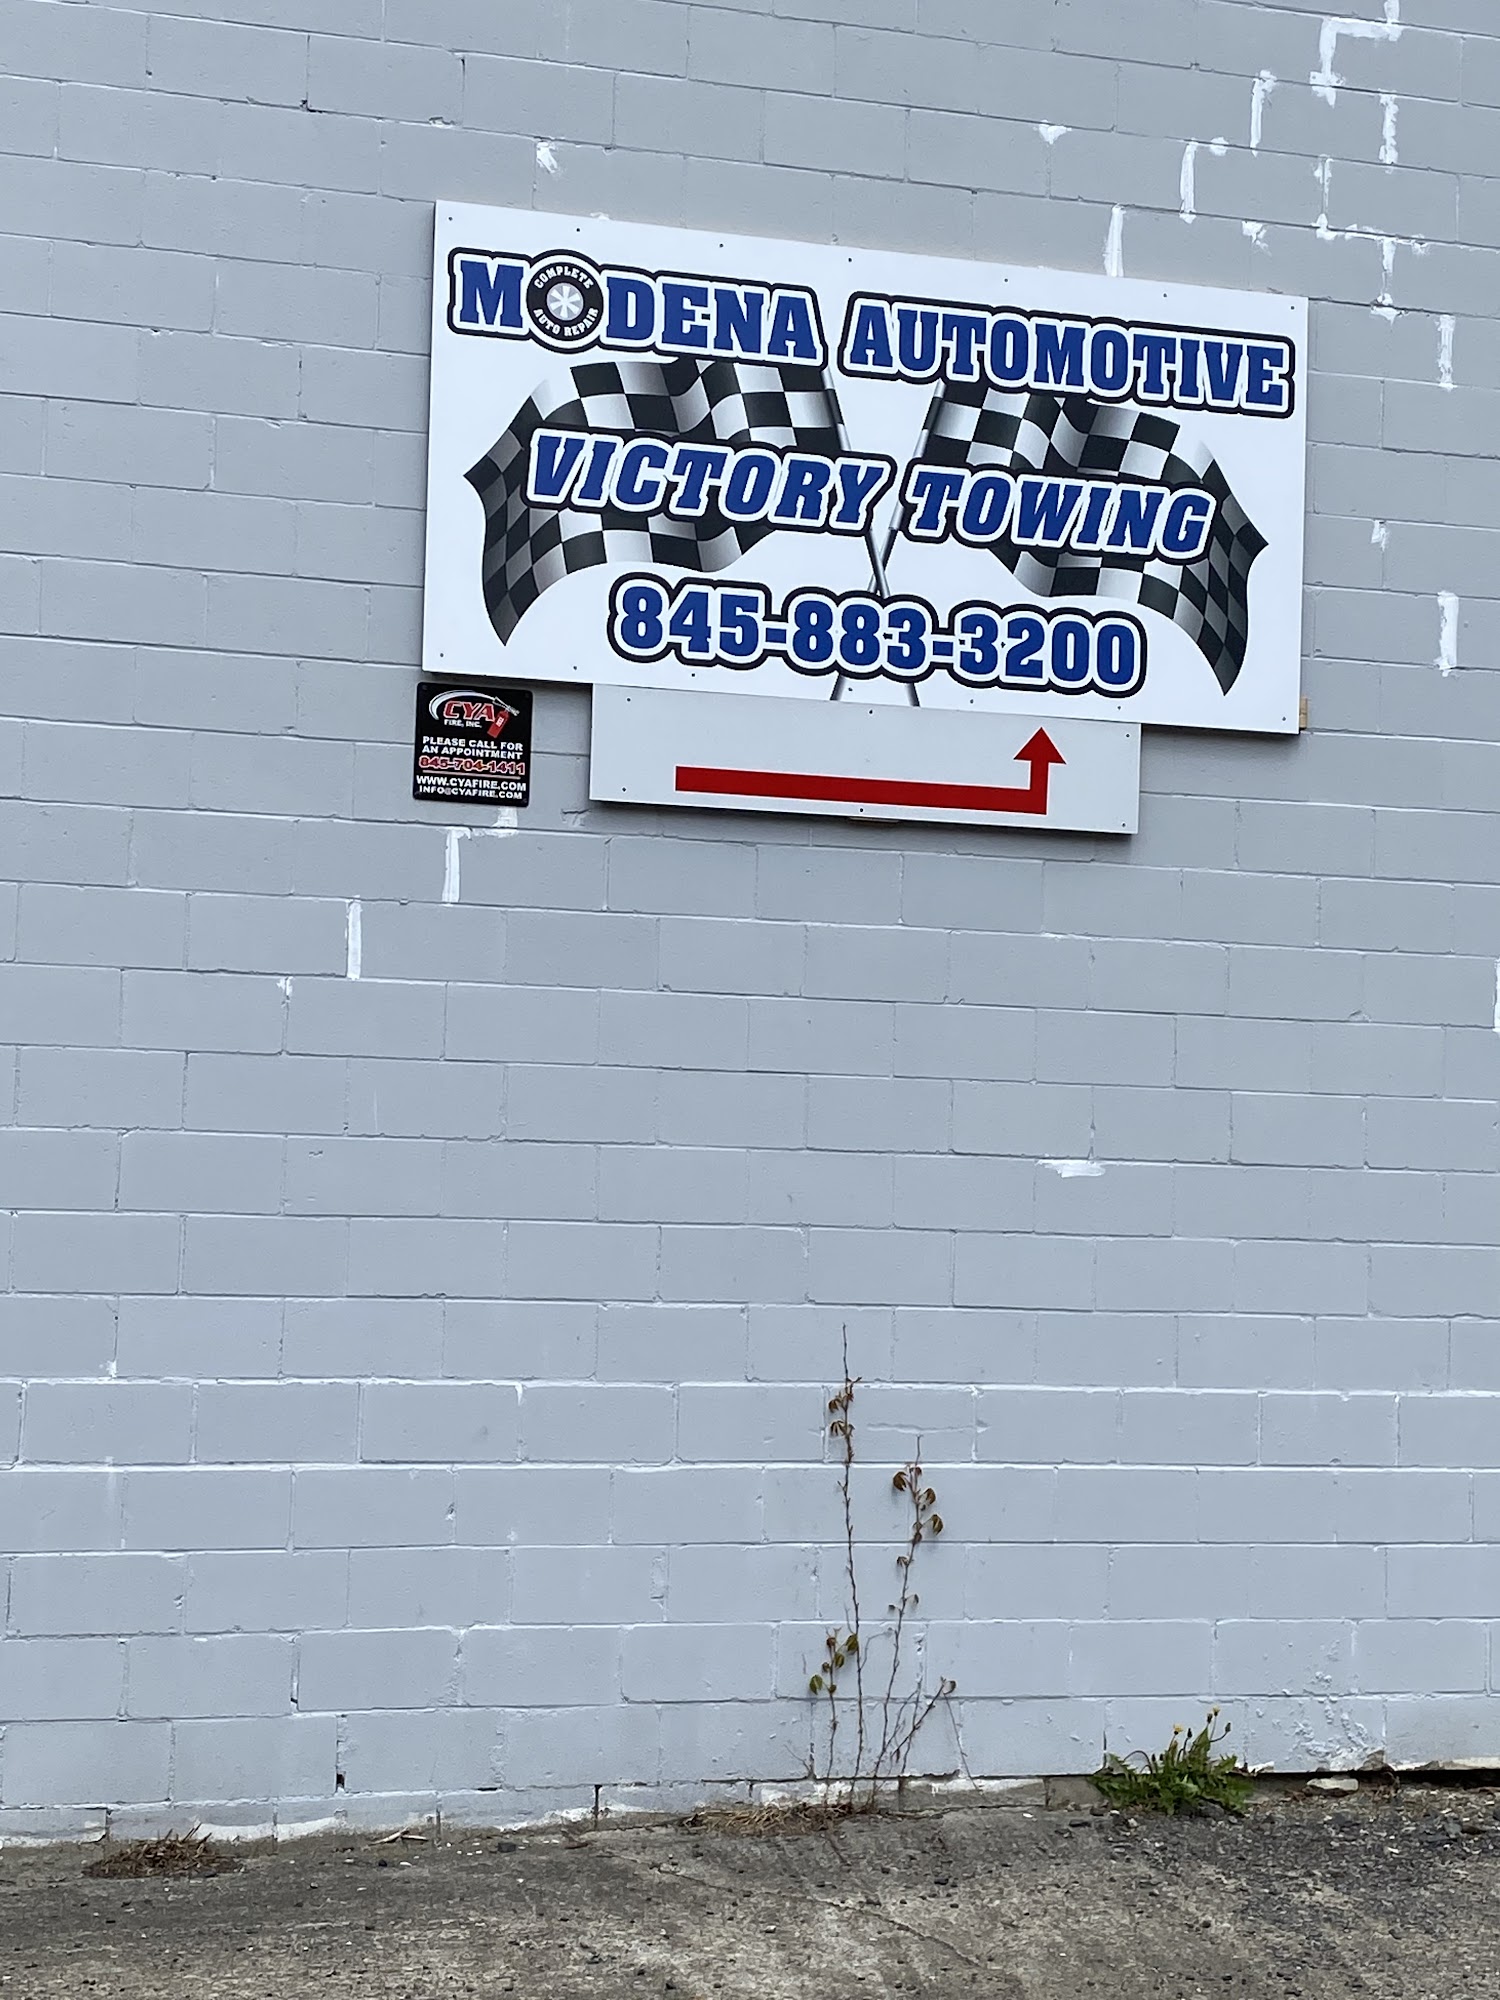 MODENA AUTOMOTIVE
COMPLETE
AUTO REPAIR
VICTORY TOWING
845-883-3200
CYA
FIRE, INC.
PLEASE CALL FOR
AN APPOINTMENT
845-704-1411
WWW.CYAFIRE.COM
INFO@CYAFIRE.COM